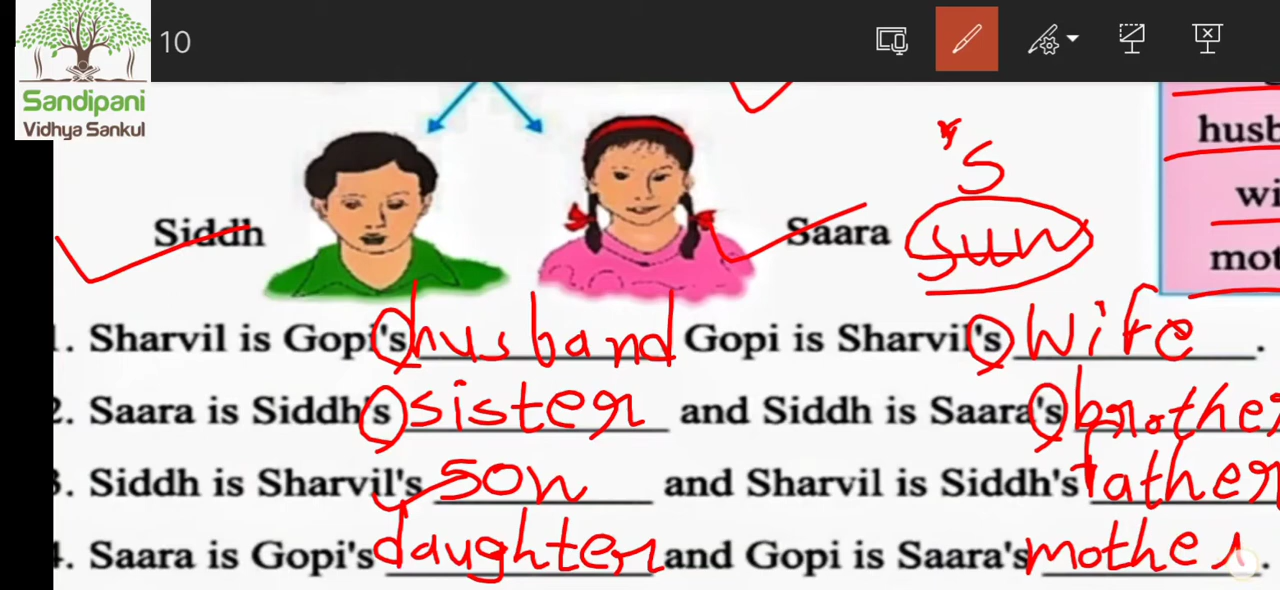 10
Sandipani
Vidhya Sankul
husb
wi
mot
Siddh
Saara
S
sun
1. Sharvil is Gopi's husband Gopi is Sharvil's wife.
2. Saara is Siddh's sister and Siddh is Saara's brothe
3. Siddh is Sharvil's son and Sharvil is Siddh's father
4. Saara is Gopi's daughter and Gopi is Saara's mother.